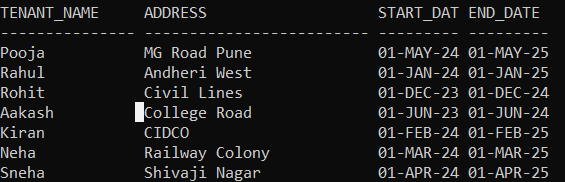 TENANT_NAME     ADDRESS                   START_DAT END_DATE
--------------- ------------------------- --------- ---------
Pooja           MG Road Pune              01-MAY-24 01-MAY-25
Rahul           Andheri West              01-JAN-24 01-JAN-25
Rohit           Civil Lines               01-DEC-23 01-DEC-24
Aakash          College Road              01-JUN-23 01-JUN-24
Kiran           CIDCO                     01-FEB-24 01-FEB-25
Neha            Railway Colony            01-MAR-24 01-MAR-25
Sneha           Shivaji Nagar             01-APR-24 01-APR-25